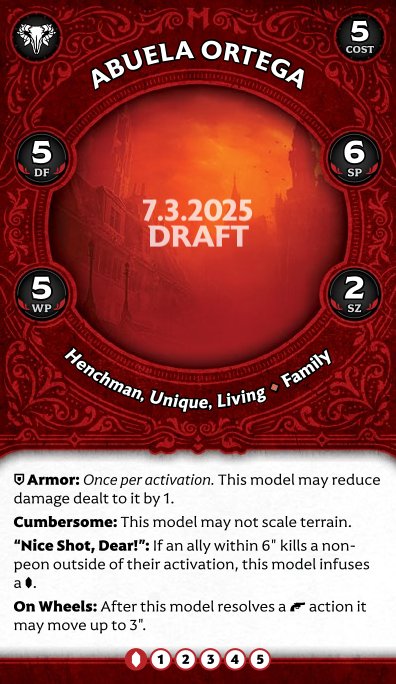 ABUELA ORTEGA
5
COST
5
DF
6
SP
7.3.2025
DRAFT
5
WP
2
SZ
Henchman, Unique, Living • Family
Armor: Once per activation. This model may reduce
damage dealt to it by 1.
Cumbersome: This model may not scale terrain.
“Nice Shot, Dear!”: If an ally within 6" kills a non-
peon outside of their activation, this model infuses
a .
On Wheels: After this model resolves a action it
may move up to 3".
1 2 3 4 5